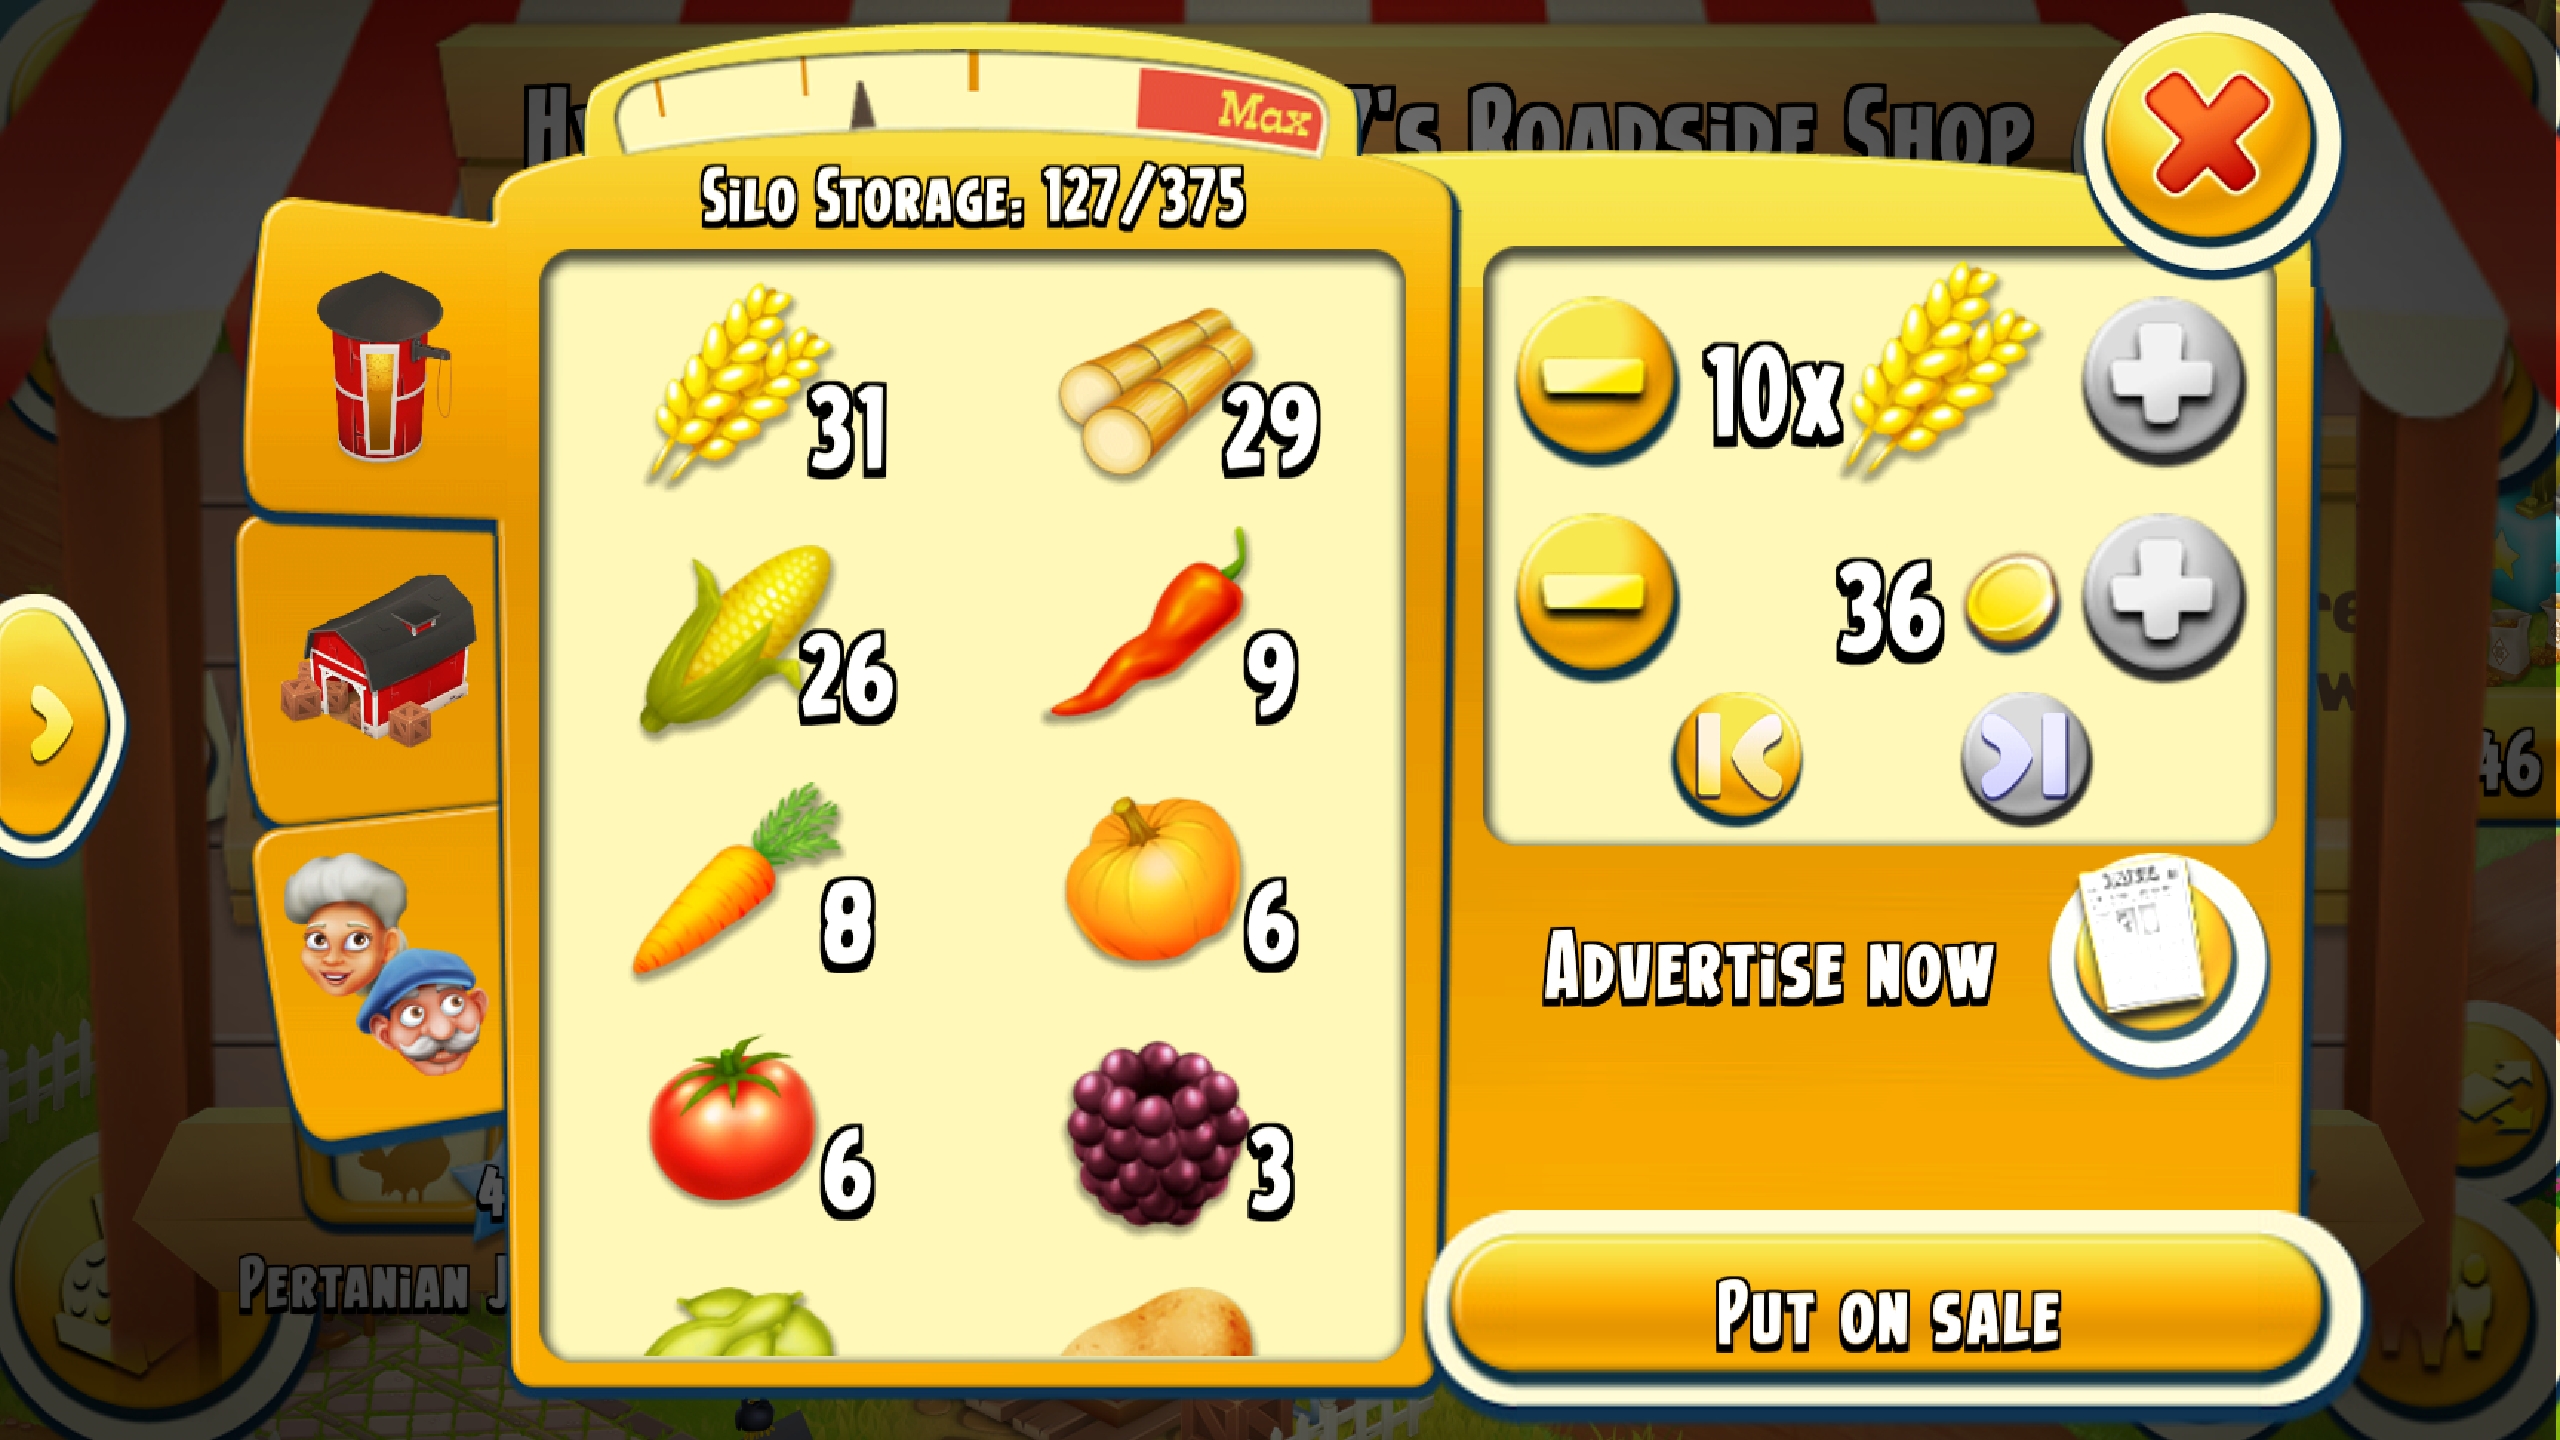 Max
's Roadside Shop
Silo Storage: 127/375
31
29
10x
26
9
36
8
6
Advertise now
6
3
46
4
Pertanian
Put on sale